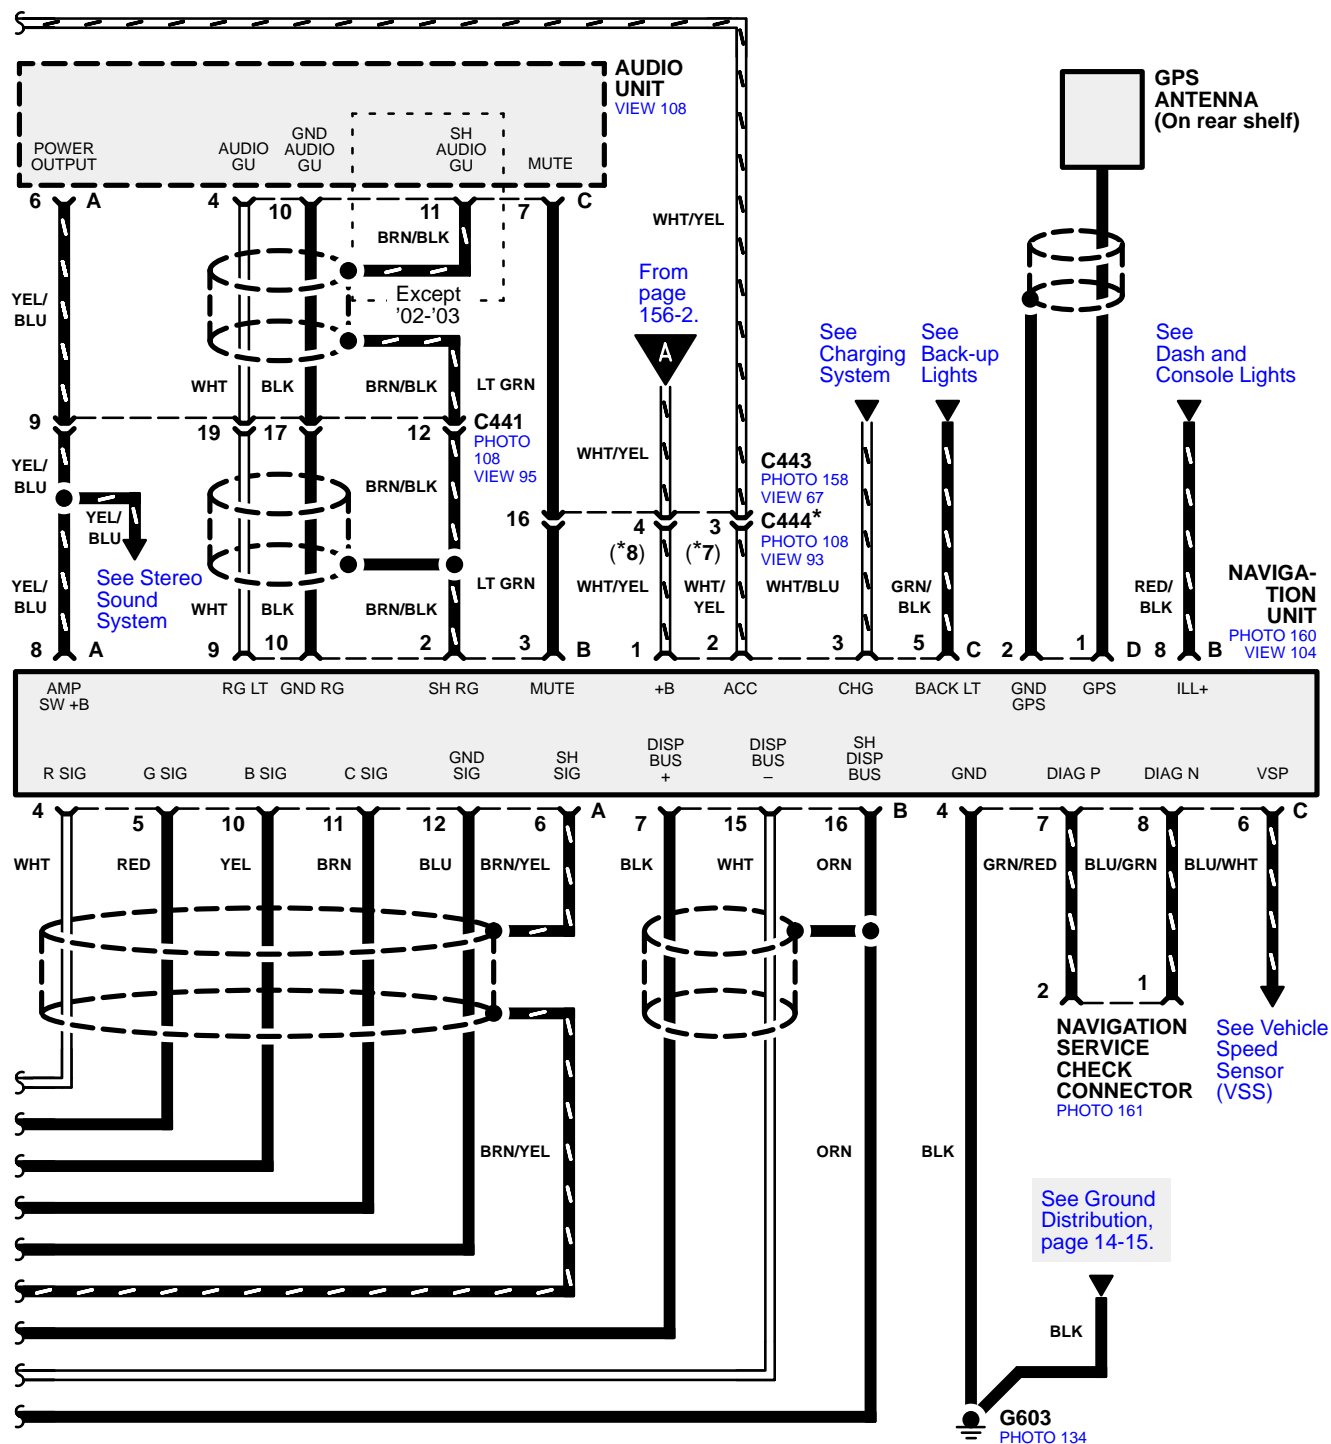 AUDIO
UNIT
VIEW 108
GPS
ANTENNA
(On rear shelf)
POWER
OUTPUT
AUDIO
GU
GND
AUDIO
GU
SH
AUDIO
GU
MUTE
6 A 4 10 11 7 C
BRN/BLK
WHT/YEL
Except
'02-'03
From
page
156-2.
A
YEL/
BLU
See
Charging
System
See
Back-up
Lights
See
Dash and
Console Lights
WHT BLK BRN/BLK LT GRN
9 19 17 12 C441
PHOTO
108
VIEW 95
YEL/
BLU
BRN/BLK
WHT/YEL
C443
PHOTO 158
VIEW 67
C444*
PHOTO 108
VIEW 93
16 4 3
(*8) (*7)
YEL/
BLU
See Stereo
Sound
System
YEL/
BLU
WHT BLK BRN/BLK LT GRN WHT/YEL
WHT/
YEL
WHT/BLU
GRN/
BLK
RED/
BLK
NAVIGA-
TION
UNIT
PHOTO 160
VIEW 104
8 A 9 10 2 3 B 1 2 3 5 C 2 1 D 8 B
AMP
SW +B
RG LT GND RG SH RG MUTE +B ACC CHG BACK LT
GND
GPS
GPS ILL+
R SIG G SIG B SIG C SIG
GND
SIG
SH
SIG
DISP
BUS
+
DISP
BUS
–
SH
DISP
BUS
GND DIAG P DIAG N VSP
4 5 10 11 12 6 A 7 15 16 B 4 7 8 6 C
WHT RED YEL BRN BLU BRN/YEL BLK WHT ORN GRN/RED BLU/GRN BLU/WHT
2 1
NAVIGATION
SERVICE
CHECK
CONNECTOR
PHOTO 161
See Vehicle
Speed
Sensor
(VSS)
BRN/YEL ORN BLK
See Ground
Distribution,
page 14-15.
BLK
G603
PHOTO 134